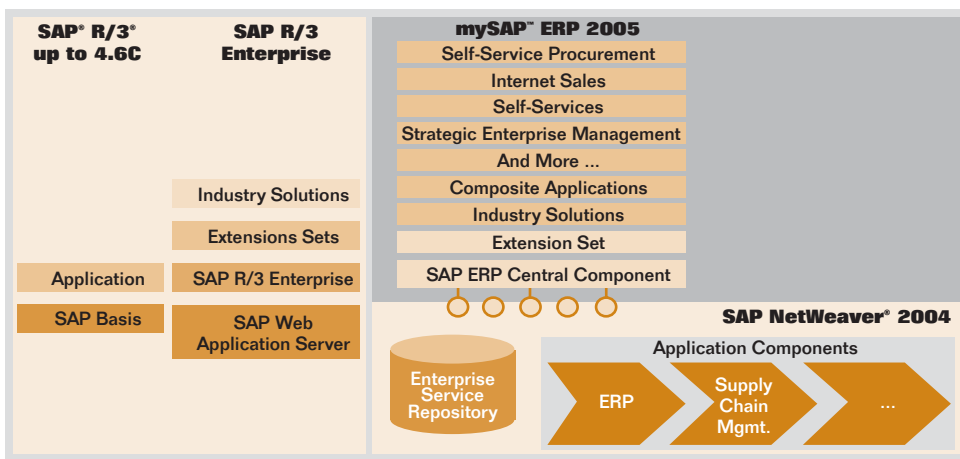 SAP® R/3®
up to 4.6C
Application
SAP Basis
SAP R/3
Enterprise
Industry Solutions
Extensions Sets
SAP R/3 Enterprise
SAP Web
Application Server
mySAP™ ERP 2005
Self-Service Procurement
Internet Sales
Self-Services
Strategic Enterprise Management
And More ...
Composite Applications
Industry Solutions
Extension Set
SAP ERP Central Component
SAP NetWeaver® 2004
Enterprise
Service
Repository
Application Components
ERP
Supply
Chain
Mgmt.
...